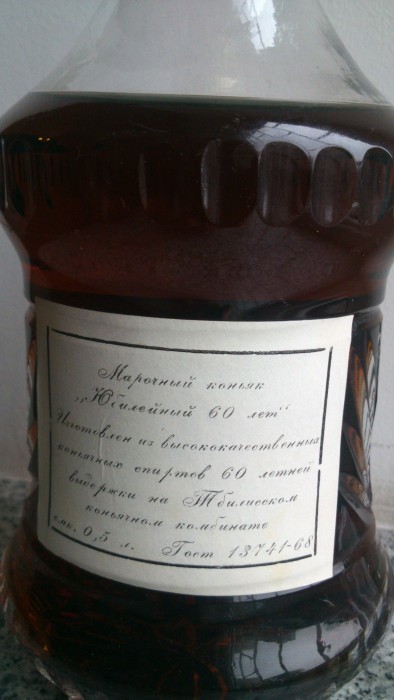 Марочный коньяк
„Юбилейный 60 лет"
Изготовлен из высококачественных
коньячных спиртов 60 летней
выдержки на Тбилисском
коньячном комбинате
емк. 0,5 л. Гост 13741-68